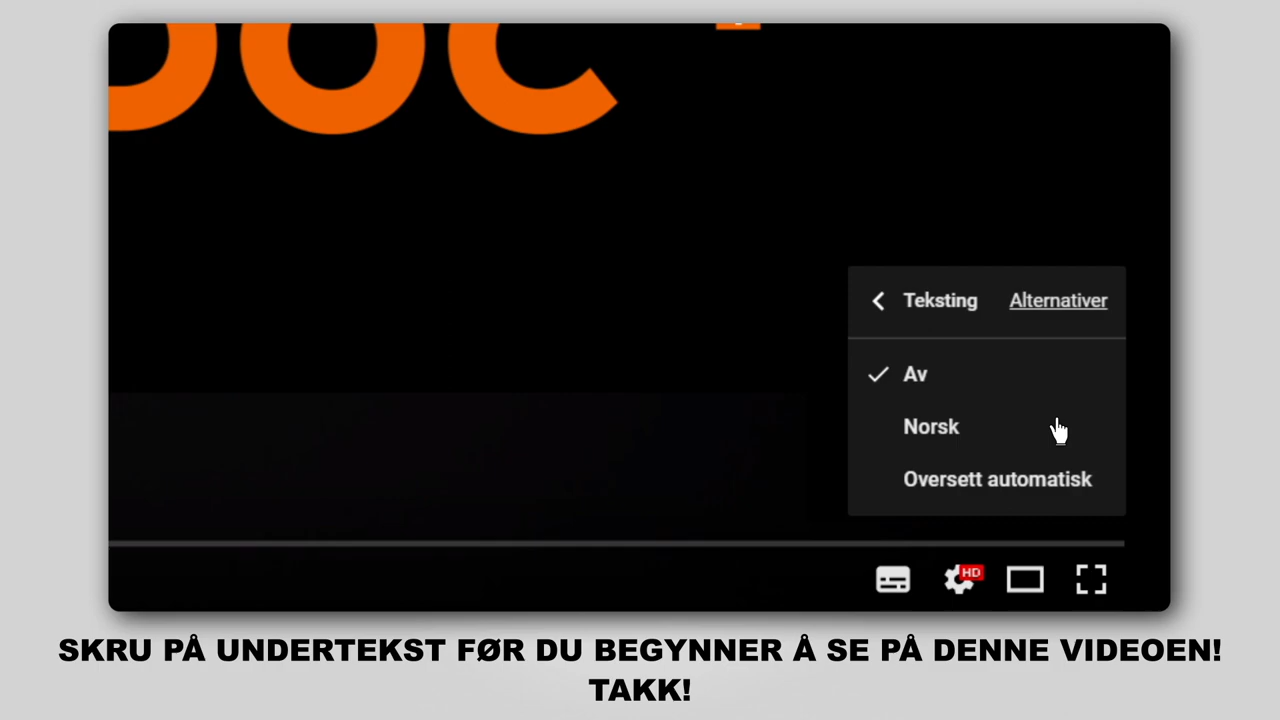 Teksting Alternativer
Av
Norsk
Oversett automatisk
HD
SKRU PÅ UNDERTEKST FØR DU BEGYNNER Å SE PÅ DENNE VIDEOEN!
TAKK!